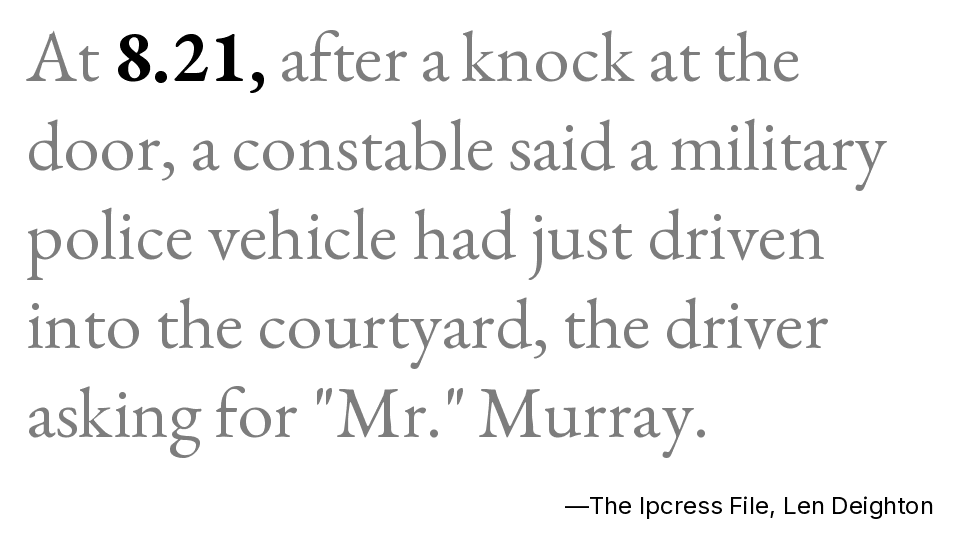 At 8.21, after a knock at the
door, a constable said a military
police vehicle had just driven
into the courtyard, the driver
asking for "Mr." Murray.
—The Ipcress File, Len Deighton